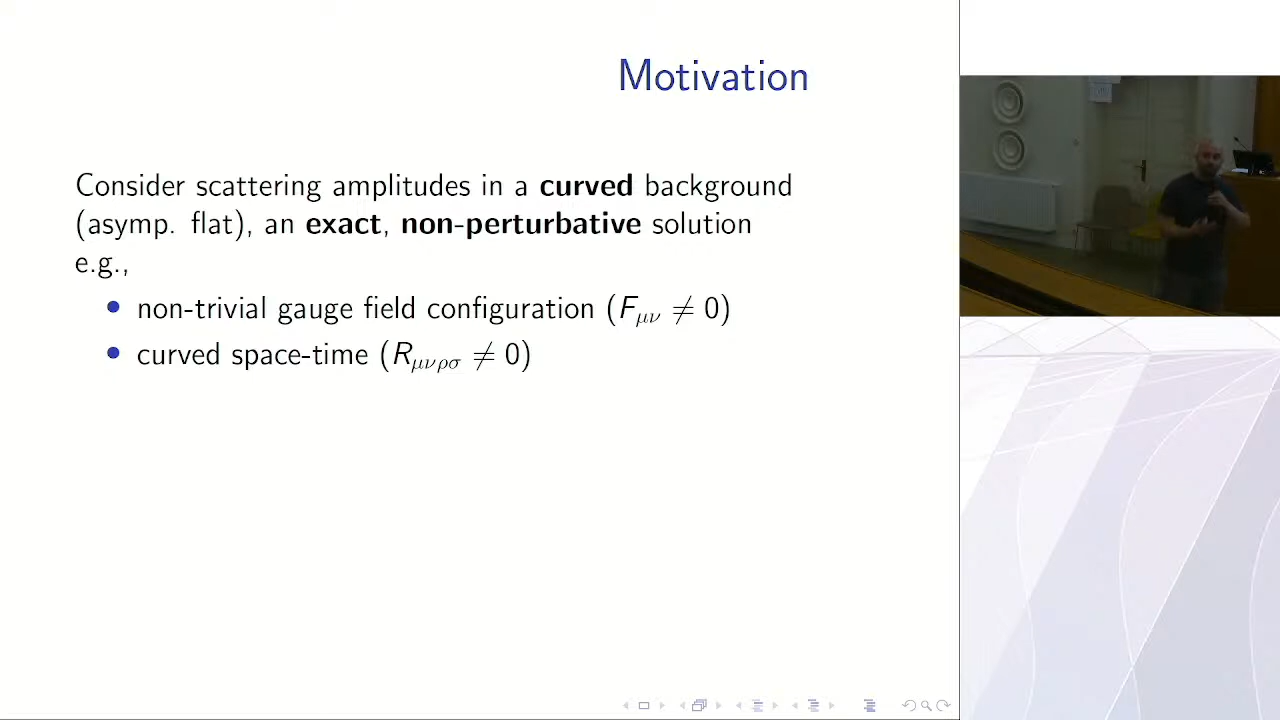 Motivation
Consider scattering amplitudes in a curved background
(asymp. flat), an exact, non-perturbative solution
e.g.,
• non-trivial gauge field configuration (F_{μν} ≠ 0)
• curved space-time (R_{μνρσ} ≠ 0)